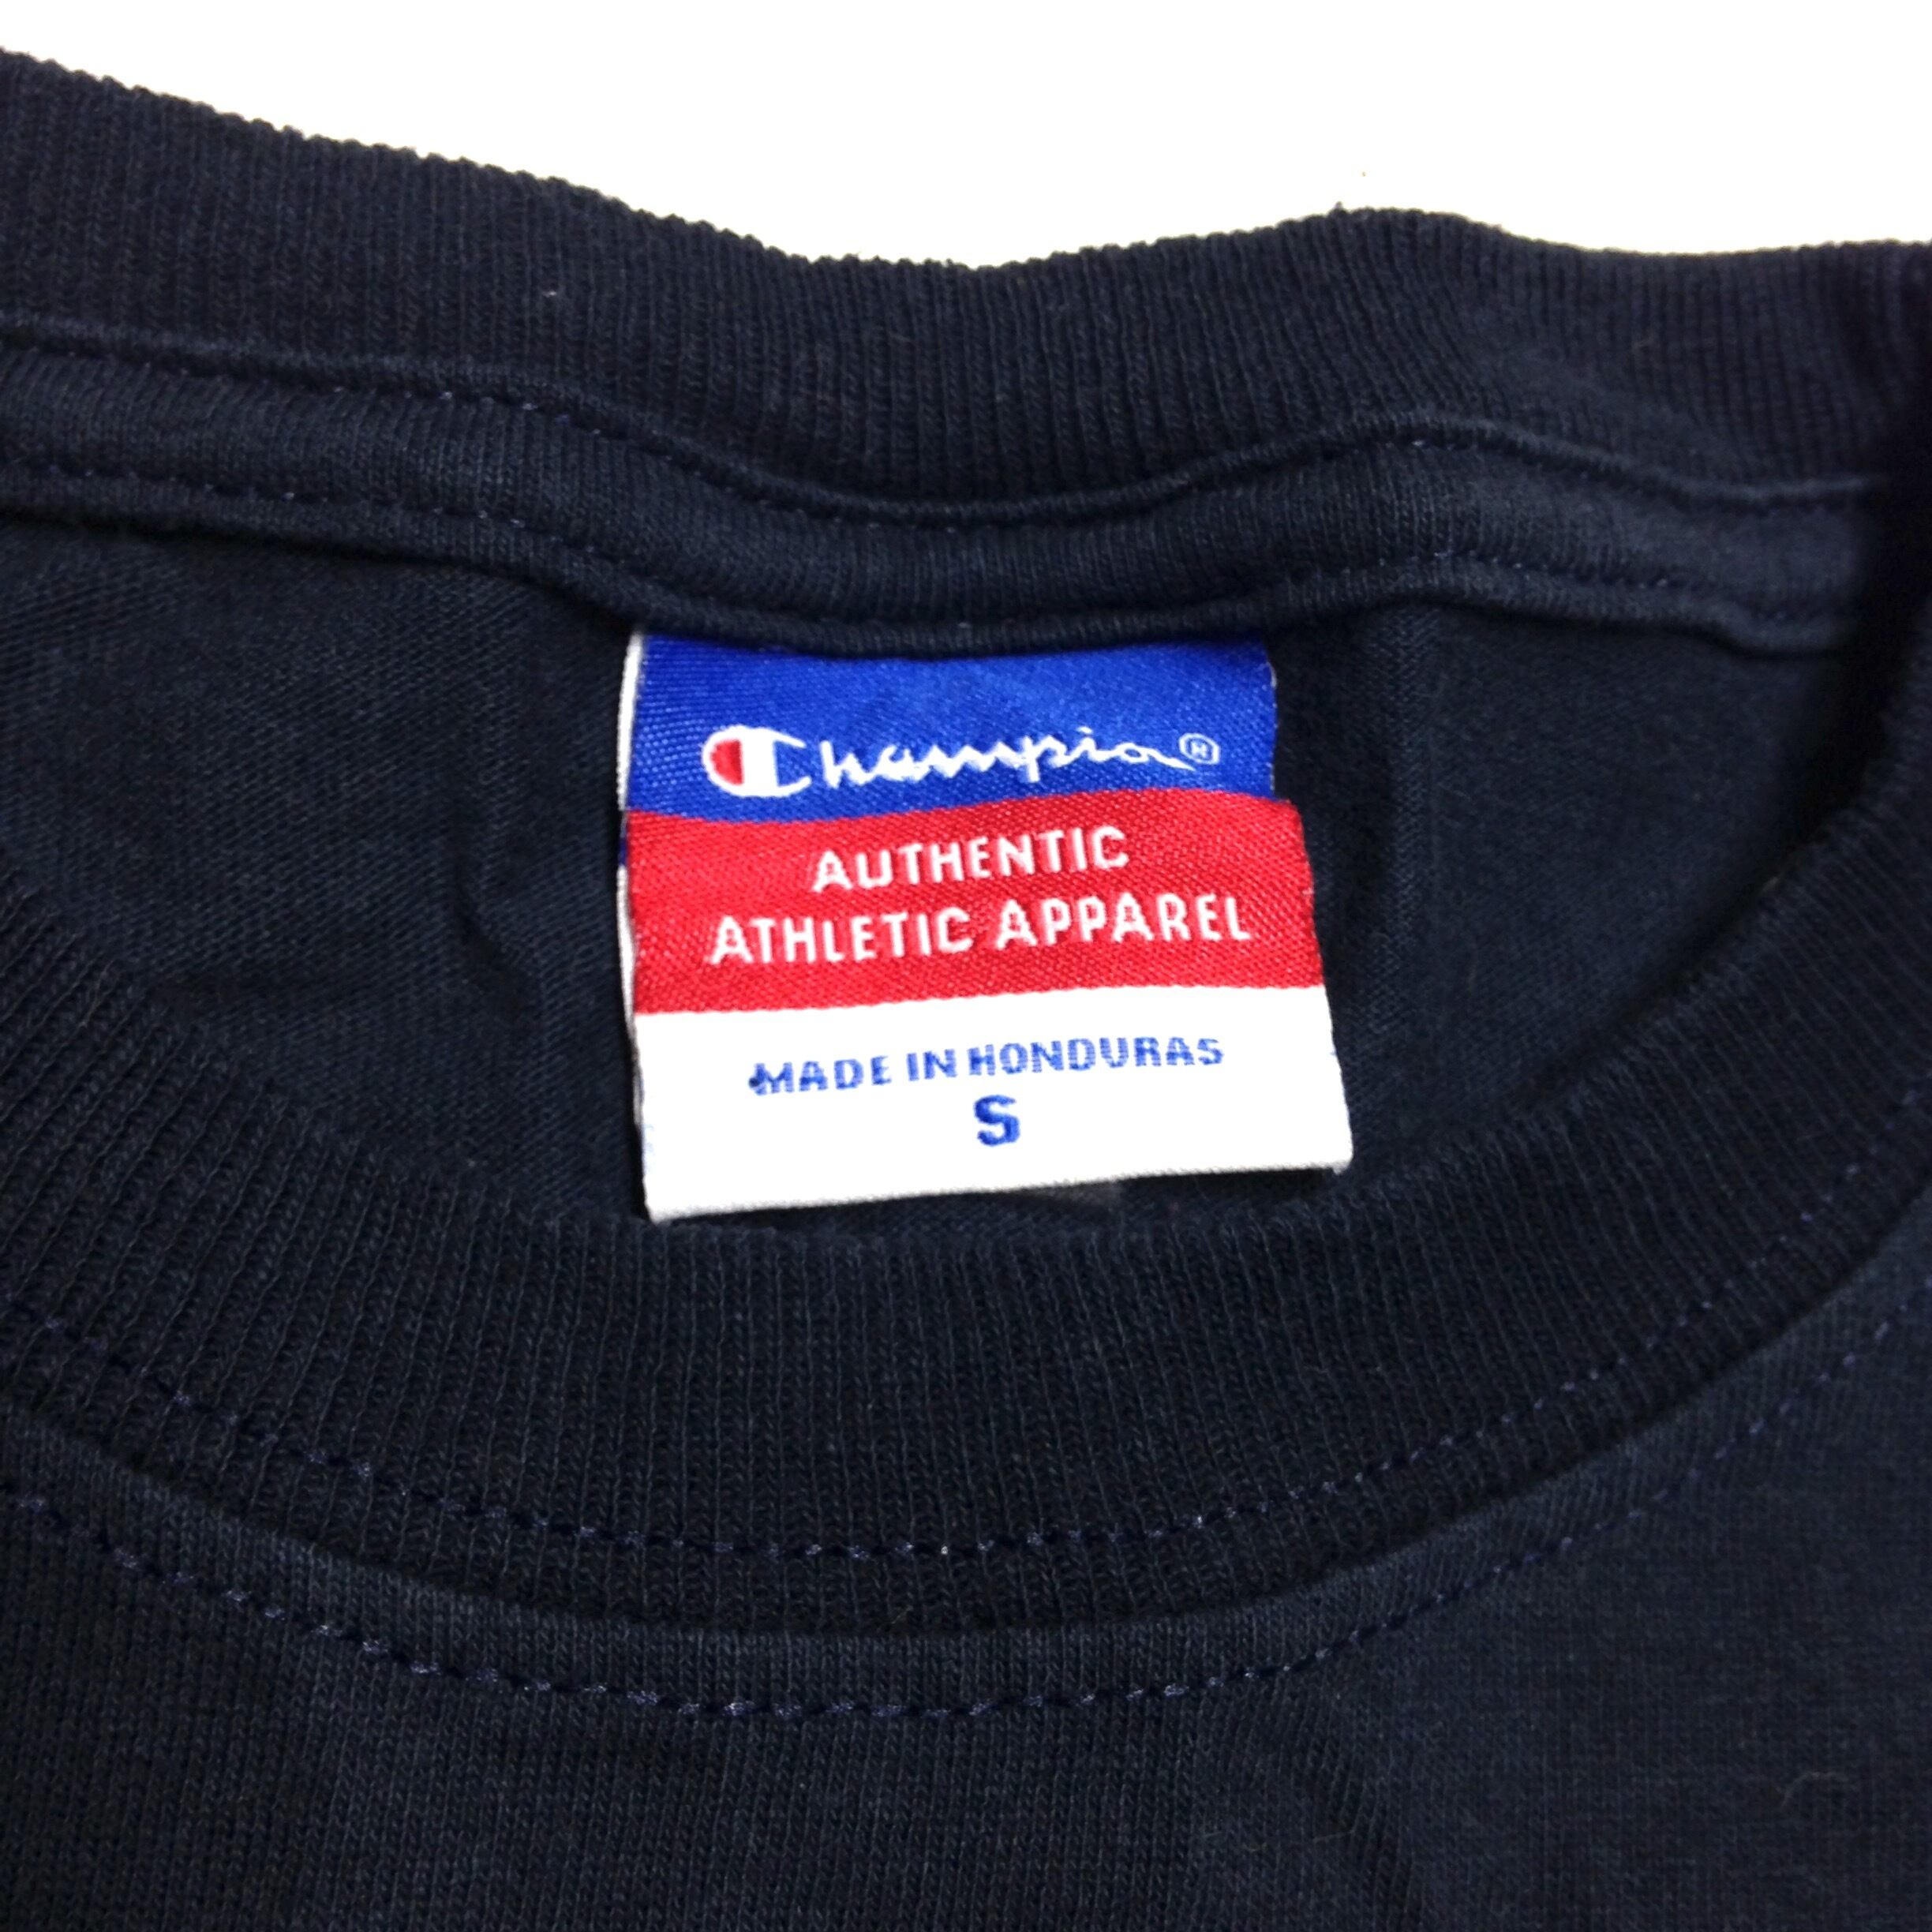 Champion®
AUTHENTIC
ATHLETIC APPAREL
MADE IN HONDURAS
S